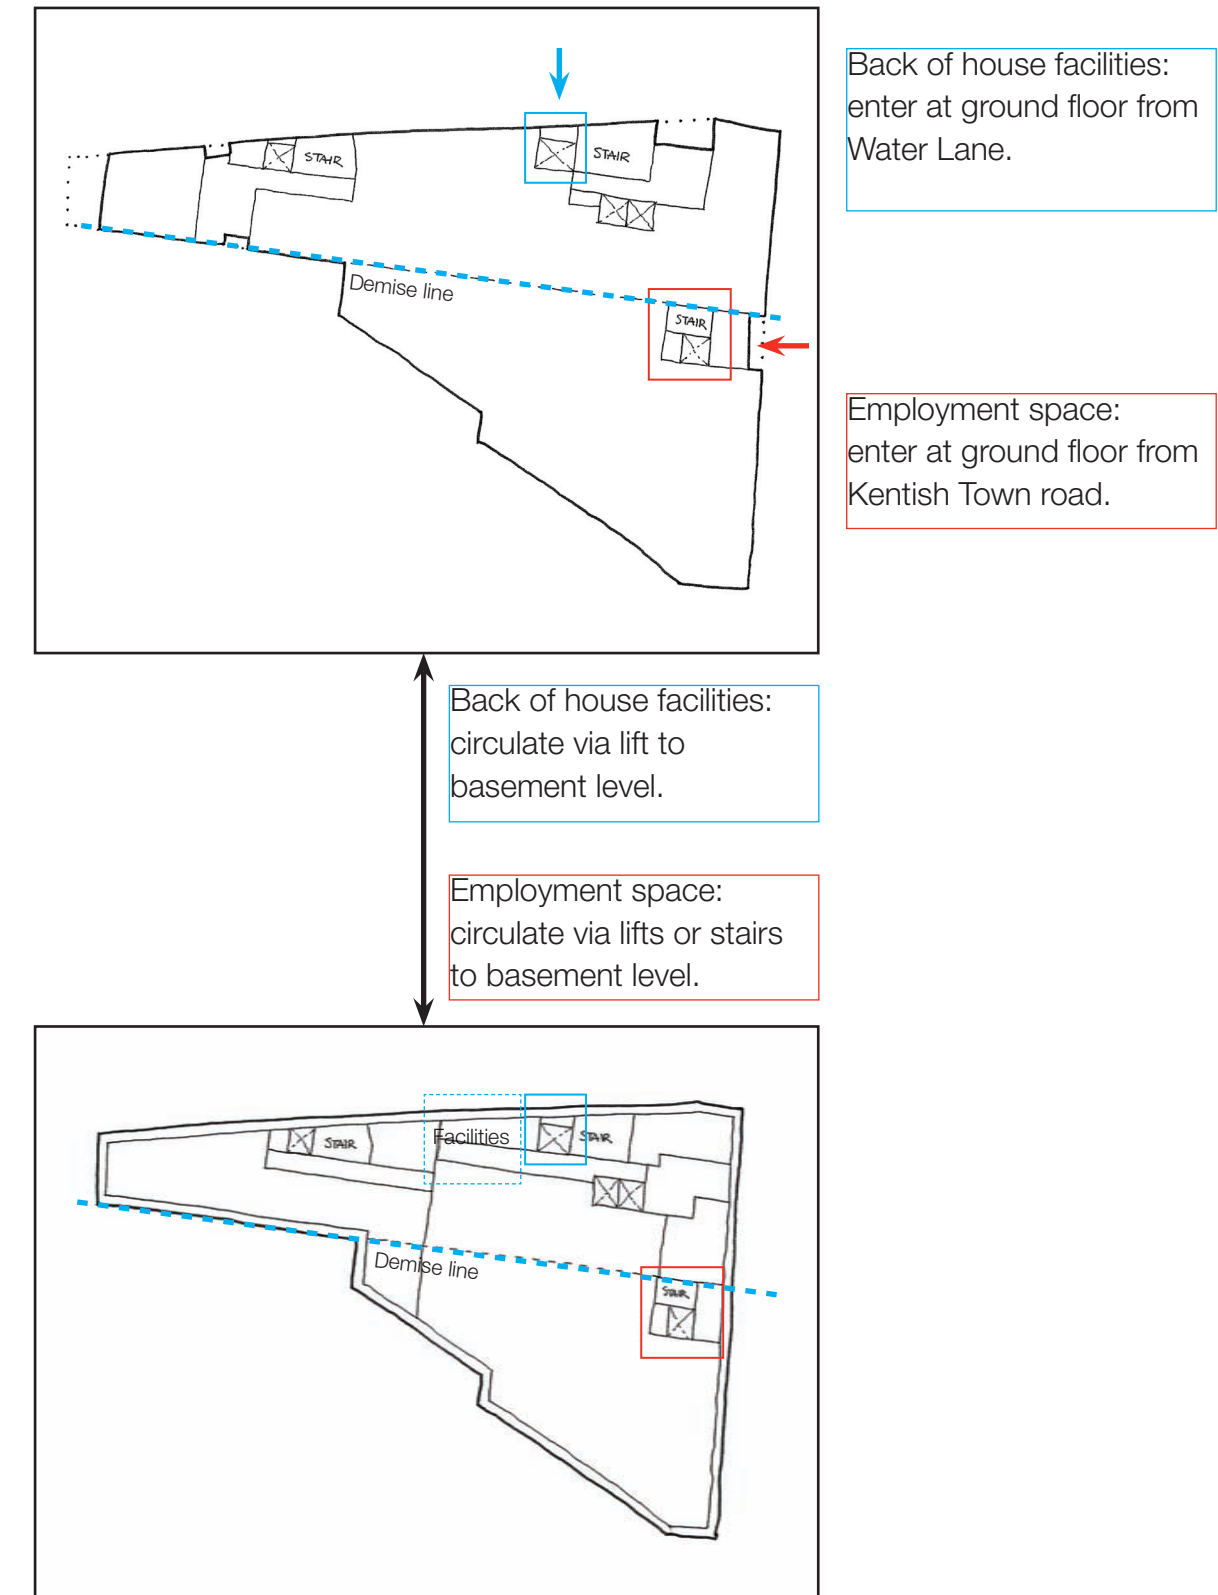 Back of house facilities:
enter at ground floor from
Water Lane.
STAIR
STAIR
Demise line
STAIR
Employment space:
enter at ground floor from
Kentish Town road.
Back of house facilities:
circulate via lift to
basement level.
Employment space:
circulate via lifts or stairs
to basement level.
STAIR
Facilities
STAIR
Demise line
STAIR